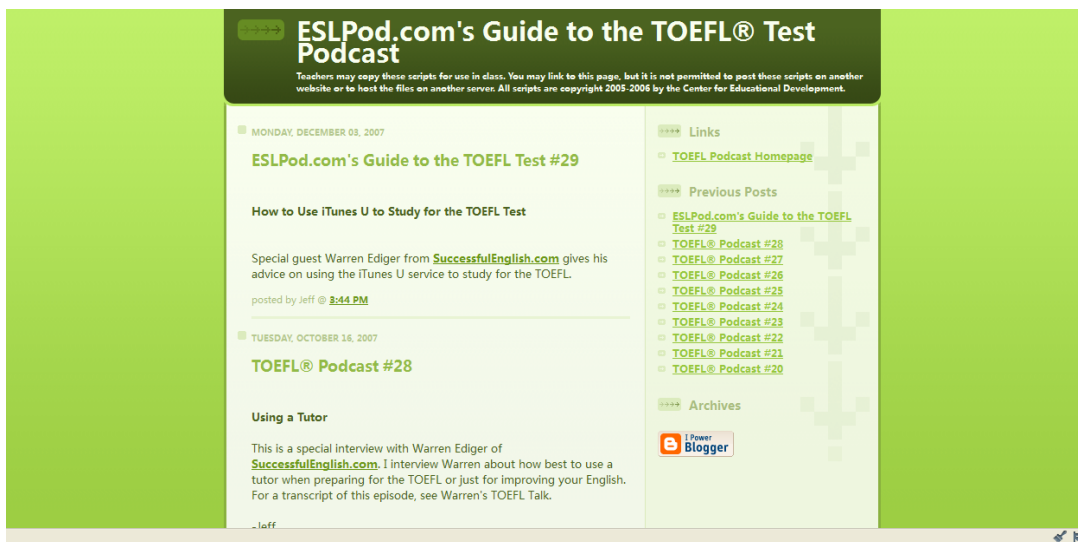 ESLPod.com's Guide to the TOEFL® Test
Podcast
Teachers may copy these scripts for use in class. You may link to this page, but it is not permitted to post these scripts on another
website or to host the files on another server. All scripts are copyright 2005-2006 by the Center for Educational Development.
MONDAY, DECEMBER 03, 2007
ESLPod.com's Guide to the TOEFL Test #29
How to Use iTunes U to Study for the TOEFL Test
Special guest Warren Ediger from SuccessfulEnglish.com gives his
advice on using the iTunes U service to study for the TOEFL.
posted by Jeff @ 3:44 PM
TUESDAY, OCTOBER 16, 2007
TOEFL® Podcast #28
Using a Tutor
This is a special interview with Warren Ediger of
SuccessfulEnglish.com. I interview Warren about how best to use a
tutor when preparing for the TOEFL or just for improving your English.
For a transcript of this episode, see Warren's TOEFL Talk.
-Jeff
Links
TOEFL Podcast Homepage
Previous Posts
ESLPod.com's Guide to the TOEFL
Test #29
TOEFL® Podcast #28
TOEFL® Podcast #27
TOEFL® Podcast #26
TOEFL® Podcast #25
TOEFL® Podcast #24
TOEFL® Podcast #23
TOEFL® Podcast #22
TOEFL® Podcast #21
TOEFL® Podcast #20
Archives
I Power
Blogger